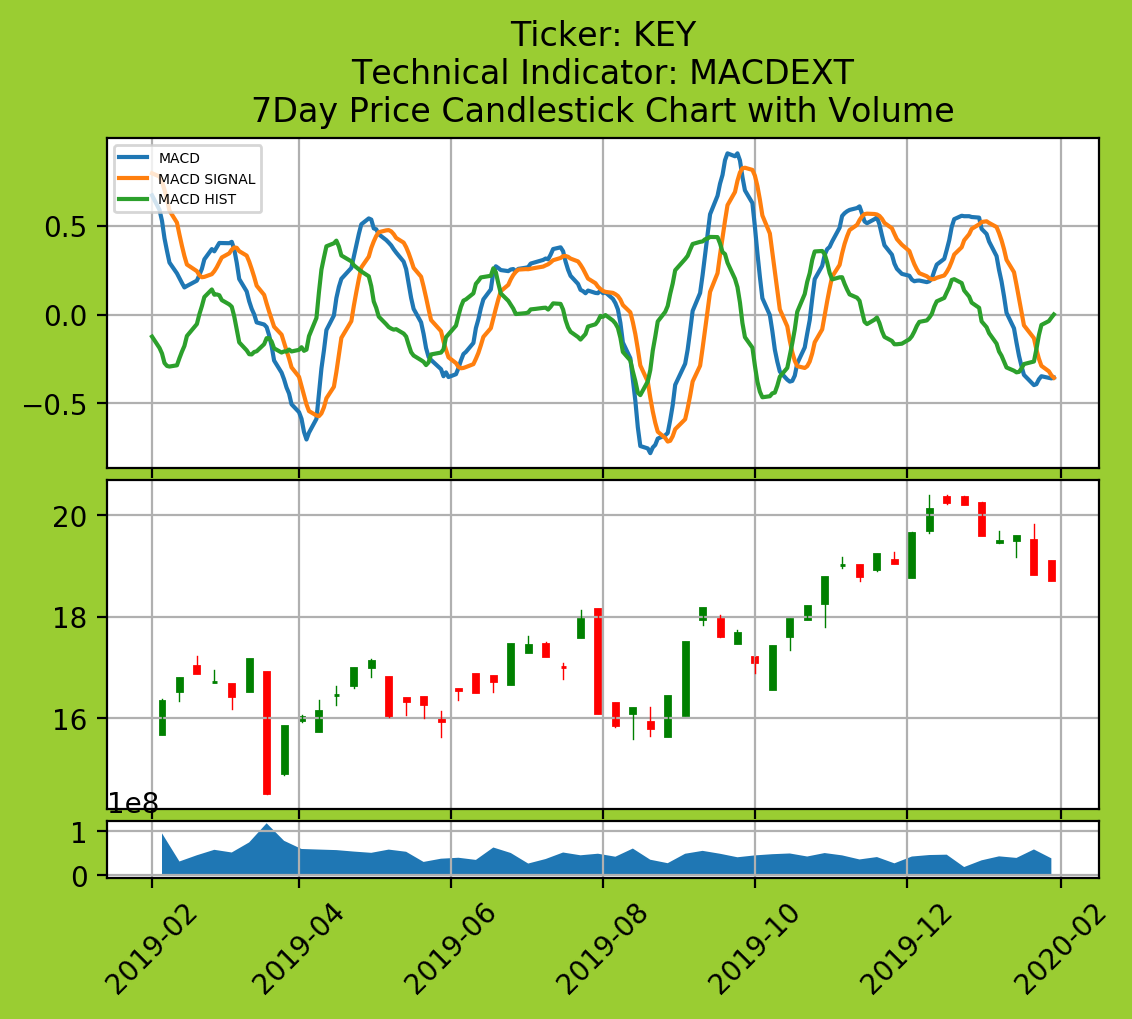 Ticker: KEY
Technical Indicator: MACDEXT
7Day Price Candlestick Chart with Volume
MACD
MACD SIGNAL
MACD HIST
0.5
0.0
−0.5
20
18
16
1e8
1
0
2019-02
2019-04
2019-06
2019-08
2019-10
2019-12
2020-02